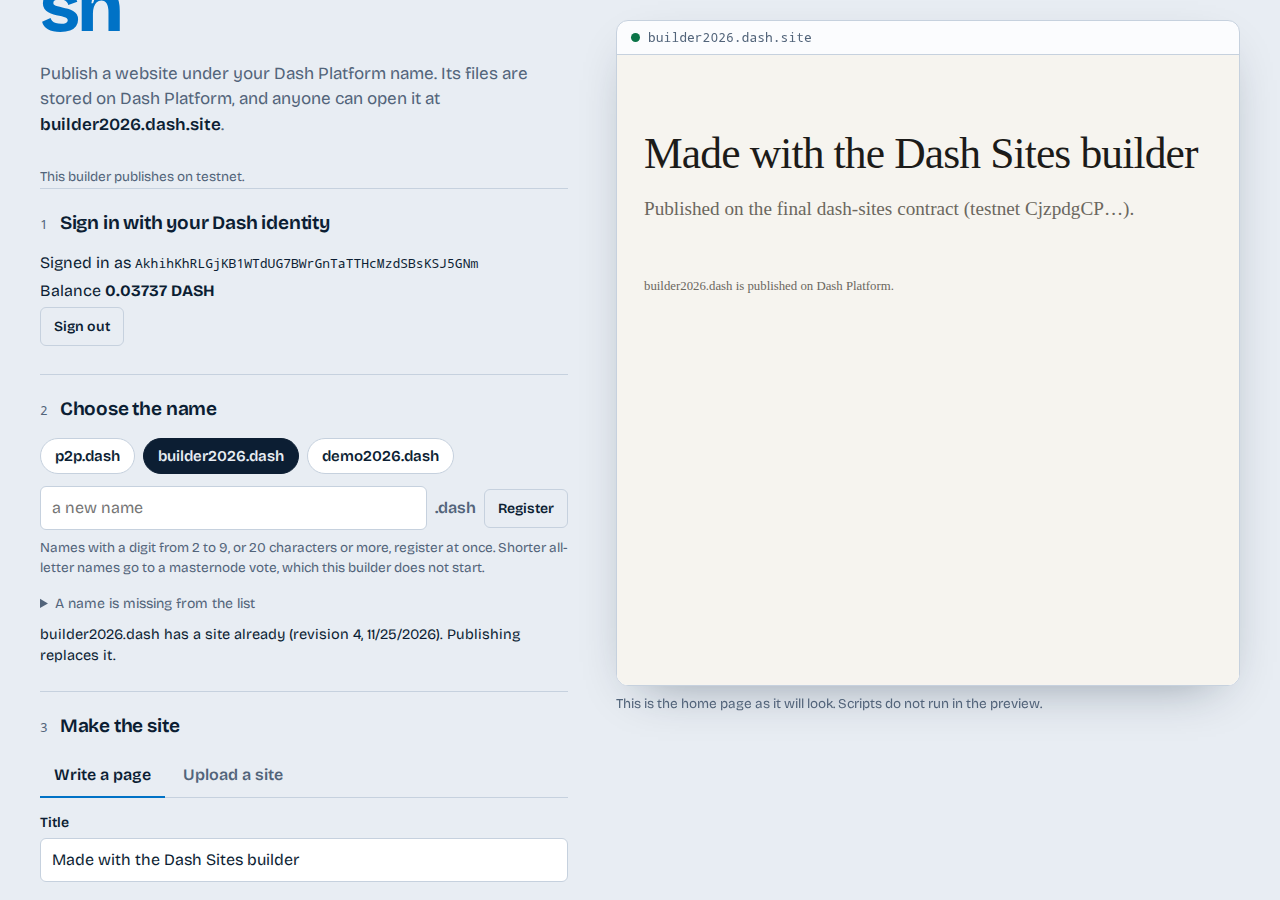 sh
Publish a website under your Dash Platform name. Its files are
stored on Dash Platform, and anyone can open it at
builder2026.dash.site.
This builder publishes on testnet.
1 Sign in with your Dash identity
Signed in as AkhihKhRLGjKB1WTdUG7BWrGnTaTTHcMzdSBsKSJ5GNm
Balance 0.03737 DASH
Sign out
2 Choose the name
p2p.dash builder2026.dash demo2026.dash
a new name .dash Register
Names with a digit from 2 to 9, or 20 characters or more, register at once. Shorter all-
letter names go to a masternode vote, which this builder does not start.
A name is missing from the list
builder2026.dash has a site already (revision 4, 11/25/2026). Publishing
replaces it.
3 Make the site
Write a page Upload a site
Title
Made with the Dash Sites builder
builder2026.dash.site
Made with the Dash Sites builder
Published on the final dash-sites contract (testnet CjzpdgCP…).
builder2026.dash is published on Dash Platform.
This is the home page as it will look. Scripts do not run in the preview.